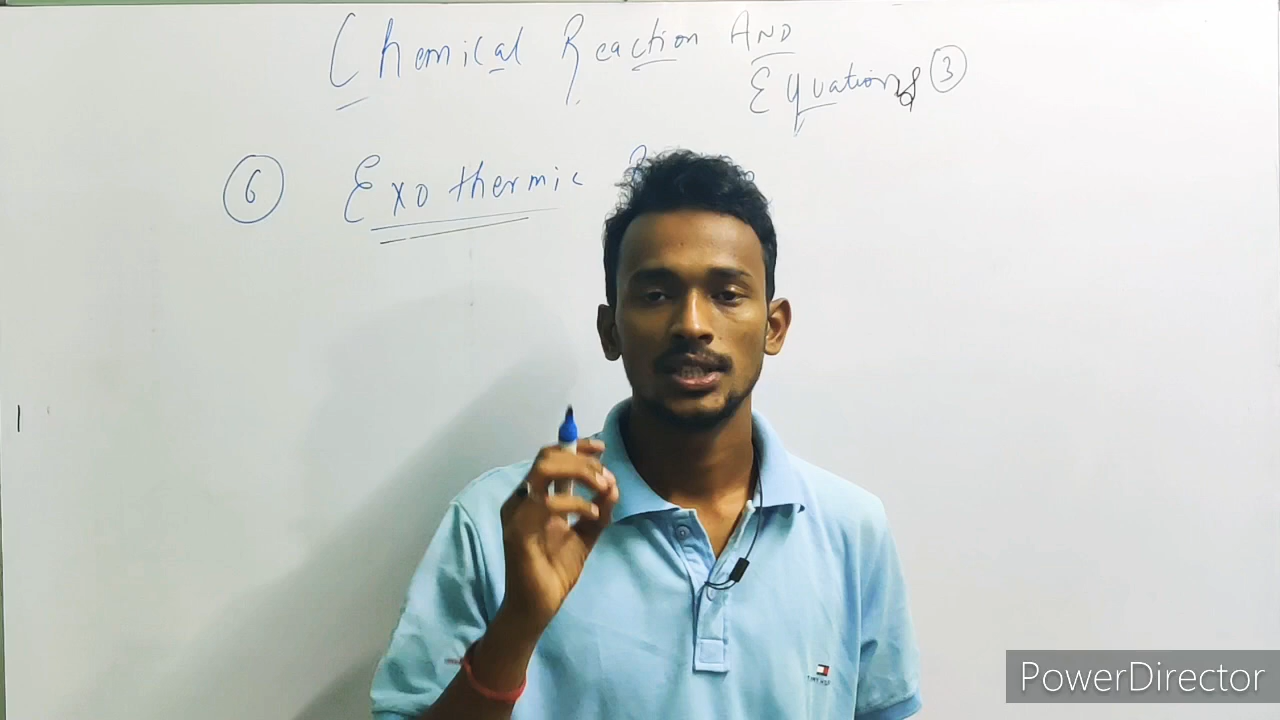 Chemical Reaction AND
Equations ③
⑥ Exothermic
PowerDirector